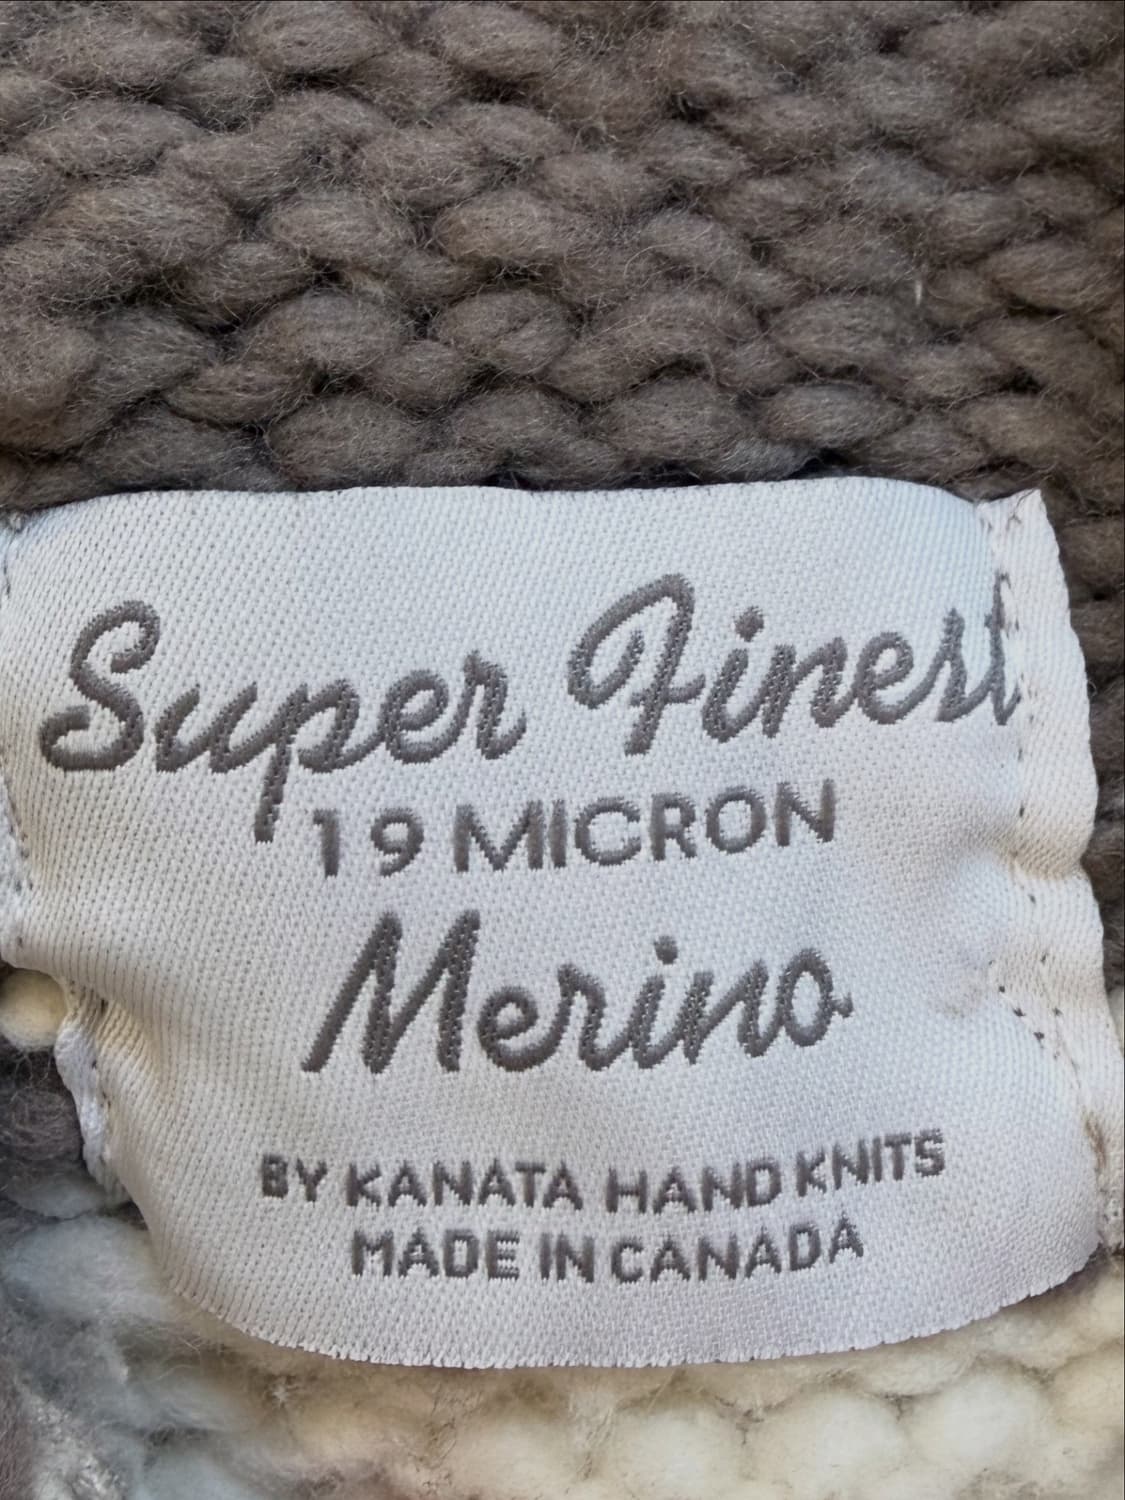 Super Finest
19 MICRON
Merino
BY KANATA HAND KNITS
MADE IN CANADA